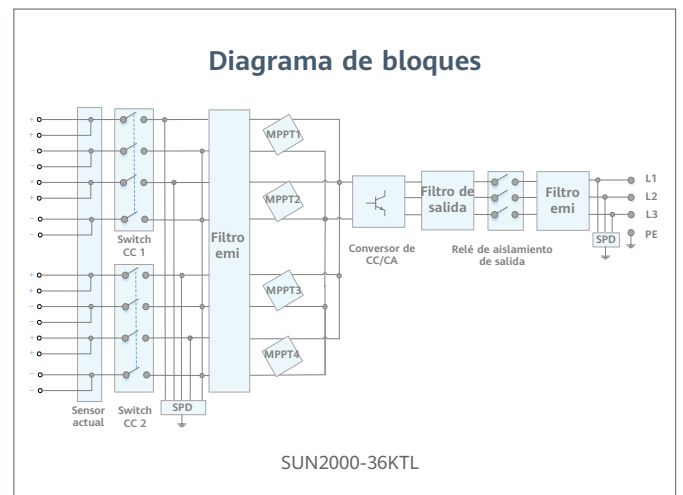 Diagrama de bloques
MPPT1
MPPT2
MPPT3
MPPT4
Switch
CC 1
Filtro
emi
Conversor de
CC/CA
Filtro de
salida
Relé de aislamiento
de salida
Filtro
emi
L1
L2
L3
PE
SPD
Sensor
actual
Switch
CC 2
SPD
SUN2000-36KTL